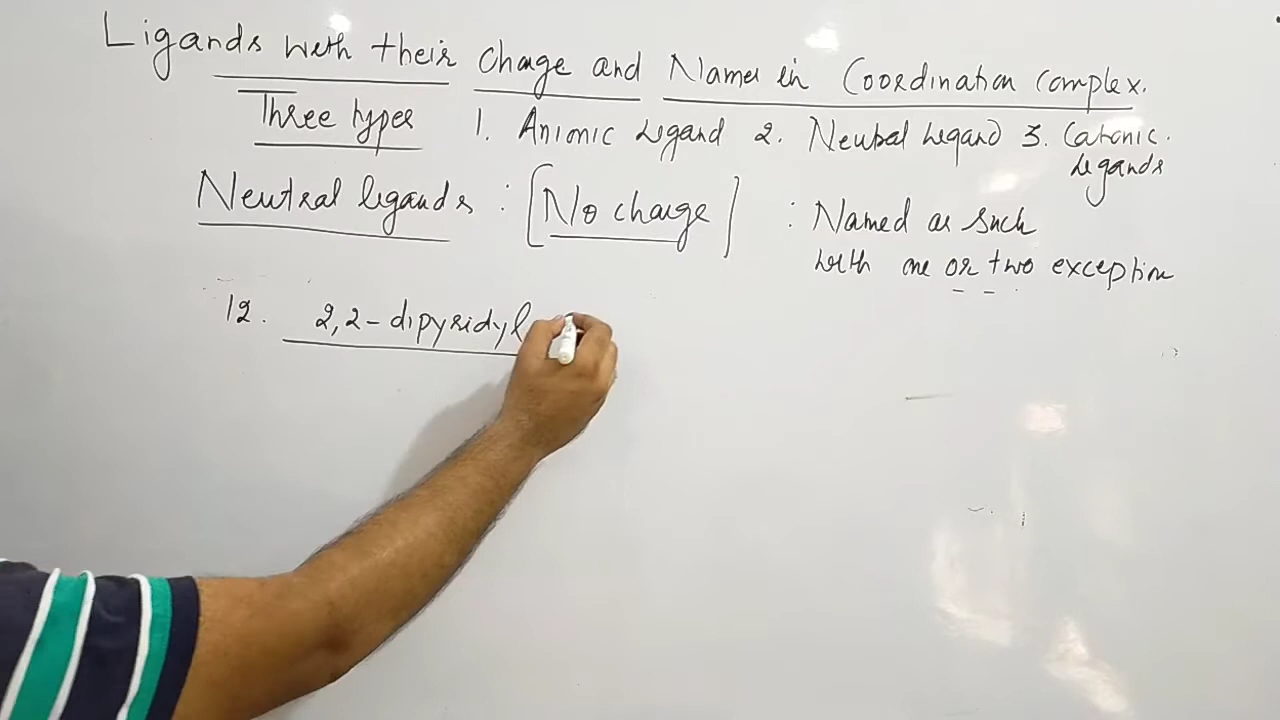 Ligands with their Charge and Names in Coordination Complex.
Three types 1. Anionic Ligand 2. Neutral Ligand 3. Cationic Ligands
Neutral ligands : [No charge] : Named as such
with one or two exception
12. 2,2-dipyridyl